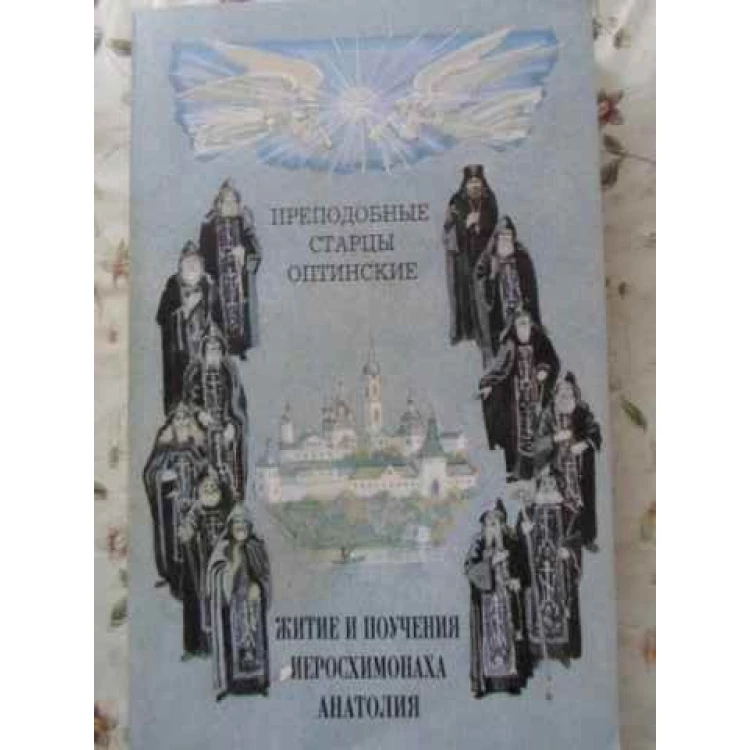 ПРЕПОДОБНЫЕ
СТАРЦЫ
ОПТИНСКИЕ
ЖИТИЕ И ПОУЧЕНИЯ
ИЕРОСХИМОНАХА
АНАТОЛИЯ